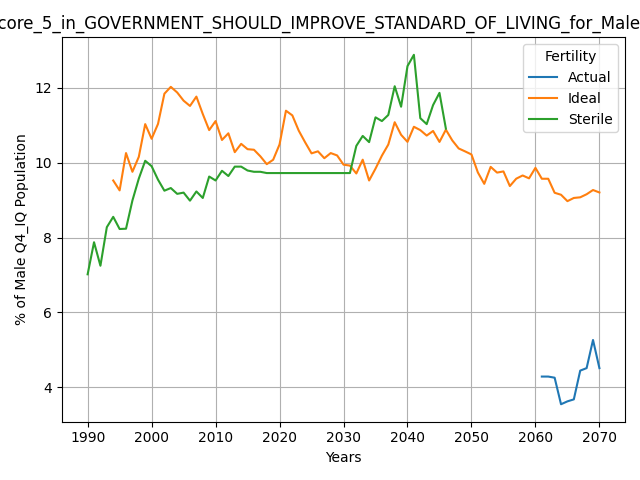 core_5_in_GOVERNMENT_SHOULD_IMPROVE_STANDARD_OF_LIVING_for_Male
Fertility
Actual
Ideal
Sterile
% of Male Q4_IQ Population
12
10
8
6
4
1990 2000 2010 2020 2030 2040 2050 2060 2070
Years